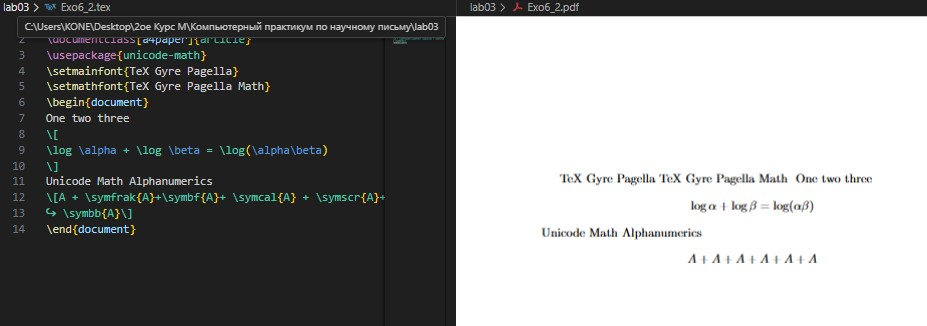 lab03 > TeX Exo6_2.tex
C:\Users\KONE\Desktop\2ое Курс М\Компьютерный практикум по научному письму\lab03
2 \documentclass[a4paper]{article}
3 \usepackage{unicode-math}
4 \setmainfont{TeX Gyre Pagella}
5 \setmathfont{TeX Gyre Pagella Math}
6 \begin{document}
7 One two three
8 \[
9 \log \alpha + \log \beta = \log(\alpha\beta)
10 \]
11 Unicode Math Alphanumerics
12 \[A + \symfrak{A}+\symbf{A}+ \symcal{A} + \symscr{A}+
13 ↪ \symbb{A}\]
14 \end{document}
lab03 > Exo6_2.pdf
TeX Gyre Pagella TeX Gyre Pagella Math One two three
log α + log β = log(αβ)
Unicode Math Alphanumerics
A + A + A + A + A + A